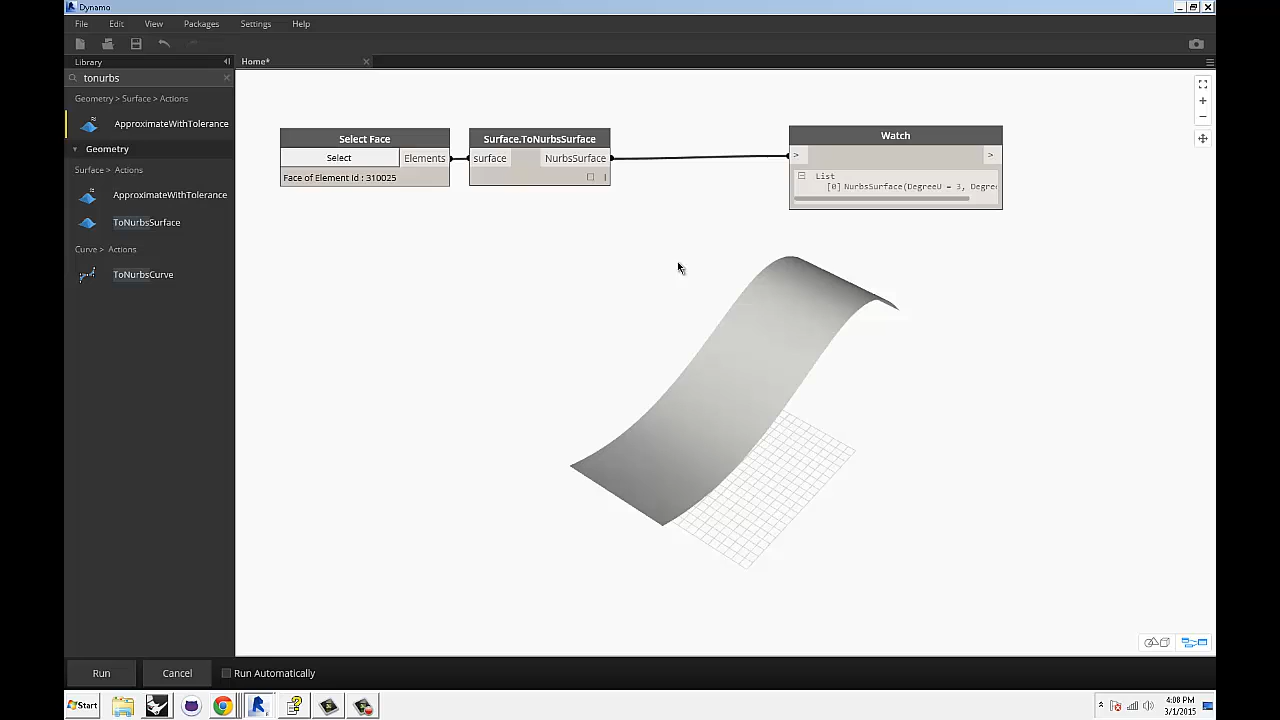 Dynamo
File Edit View Packages Settings Help
Library
Home*
tonurbs
Geometry > Surface > Actions
ApproximateWithTolerance
Geometry
Surface > Actions
ApproximateWithTolerance
ToNurbsSurface
Curve > Actions
ToNurbsCurve
Select Face
Select Elements
Face of Element Id : 310025
Surface.ToNurbsSurface
surface NurbsSurface
Watch
> >
List
[0] NurbsSurface(DegreeU = 3, Degre
Run Cancel Run Automatically
Start
4:08 PM
3/1/2015